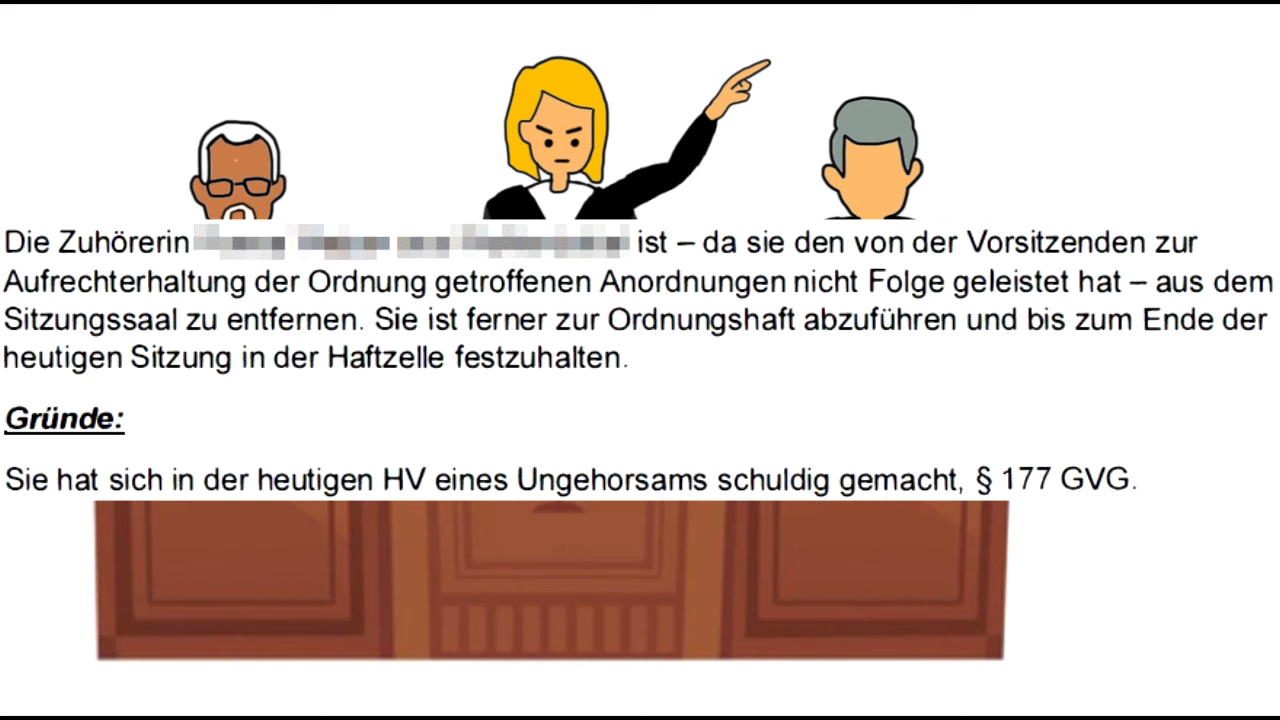 Die Zuhörerin ist – da sie den von der Vorsitzenden zur
Aufrechterhaltung der Ordnung getroffenen Anordnungen nicht Folge geleistet hat – aus dem
Sitzungssaal zu entfernen. Sie ist ferner zur Ordnungshaft abzuführen und bis zum Ende der
heutigen Sitzung in der Haftzelle festzuhalten.
Gründe:
Sie hat sich in der heutigen HV eines Ungehorsams schuldig gemacht, § 177 GVG.